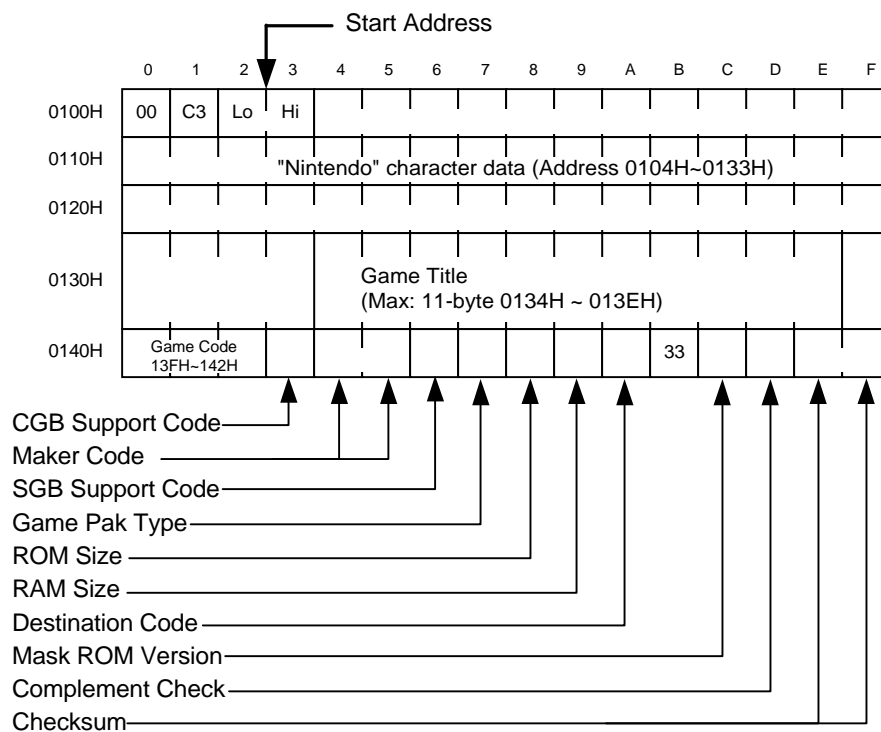 Start Address
0 1 2 3 4 5 6 7 8 9 A B C D E F
0100H 00 C3 Lo Hi
0110H "Nintendo" character data (Address 0104H~0133H)
0120H
0130H Game Title
(Max: 11-byte 0134H ~ 013EH)
0140H Game Code 33
13FH~142H
CGB Support Code
Maker Code
SGB Support Code
Game Pak Type
ROM Size
RAM Size
Destination Code
Mask ROM Version
Complement Check
Checksum